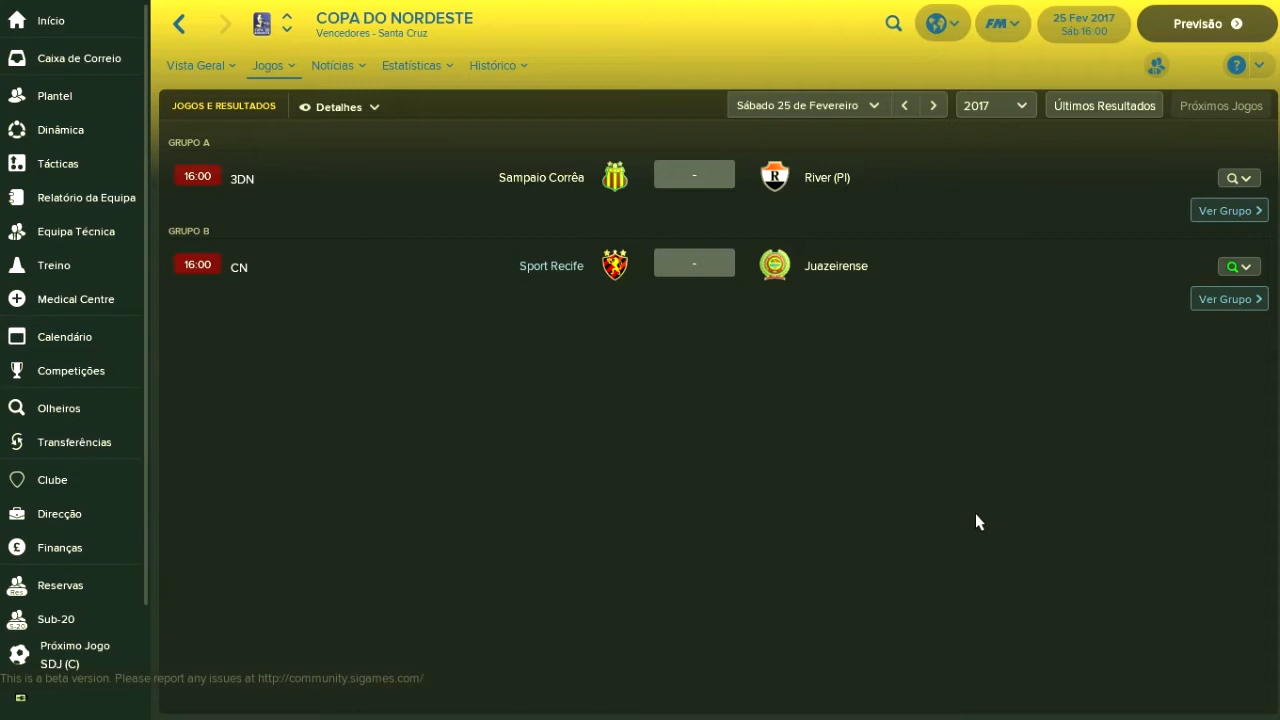 Início
Caixa de Correio
Plantel
Dinâmica
Tácticas
Relatório da Equipa
Equipa Técnica
Treino
Medical Centre
Calendário
Competições
Olheiros
Transferências
Clube
Direcção
Finanças
Res
Reservas
S-20
Sub-20
Próximo Jogo
SDJ (C)
This is a beta version. Please report any issues at http://community.sigames.com/
COPA DO NORDESTE
Vencedores - Santa Cruz
FM
25 Fev 2017
Sáb 16:00
Previsão
Vista Geral
Jogos
Notícias
Estatísticas
Histórico
?
JOGOS E RESULTADOS
Detalhes
Sábado 25 de Fevereiro
2017
Últimos Resultados
Próximos Jogos
GRUPO A
16:00 3DN Sampaio Corrêa - R River (PI)
Ver Grupo
GRUPO B
16:00 CN Sport Recife - Juazeirense
Ver Grupo